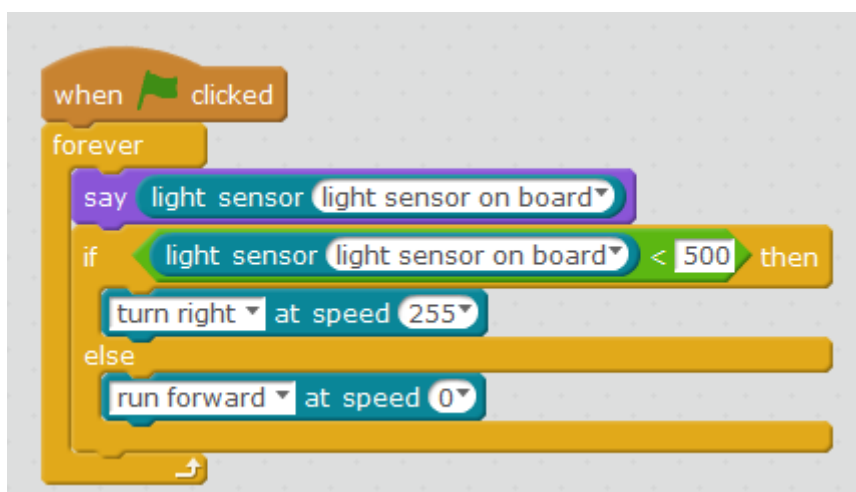 when clicked
forever
say light sensor light sensor on board
if light sensor light sensor on board < 500 then
turn right at speed 255
else
run forward at speed 0